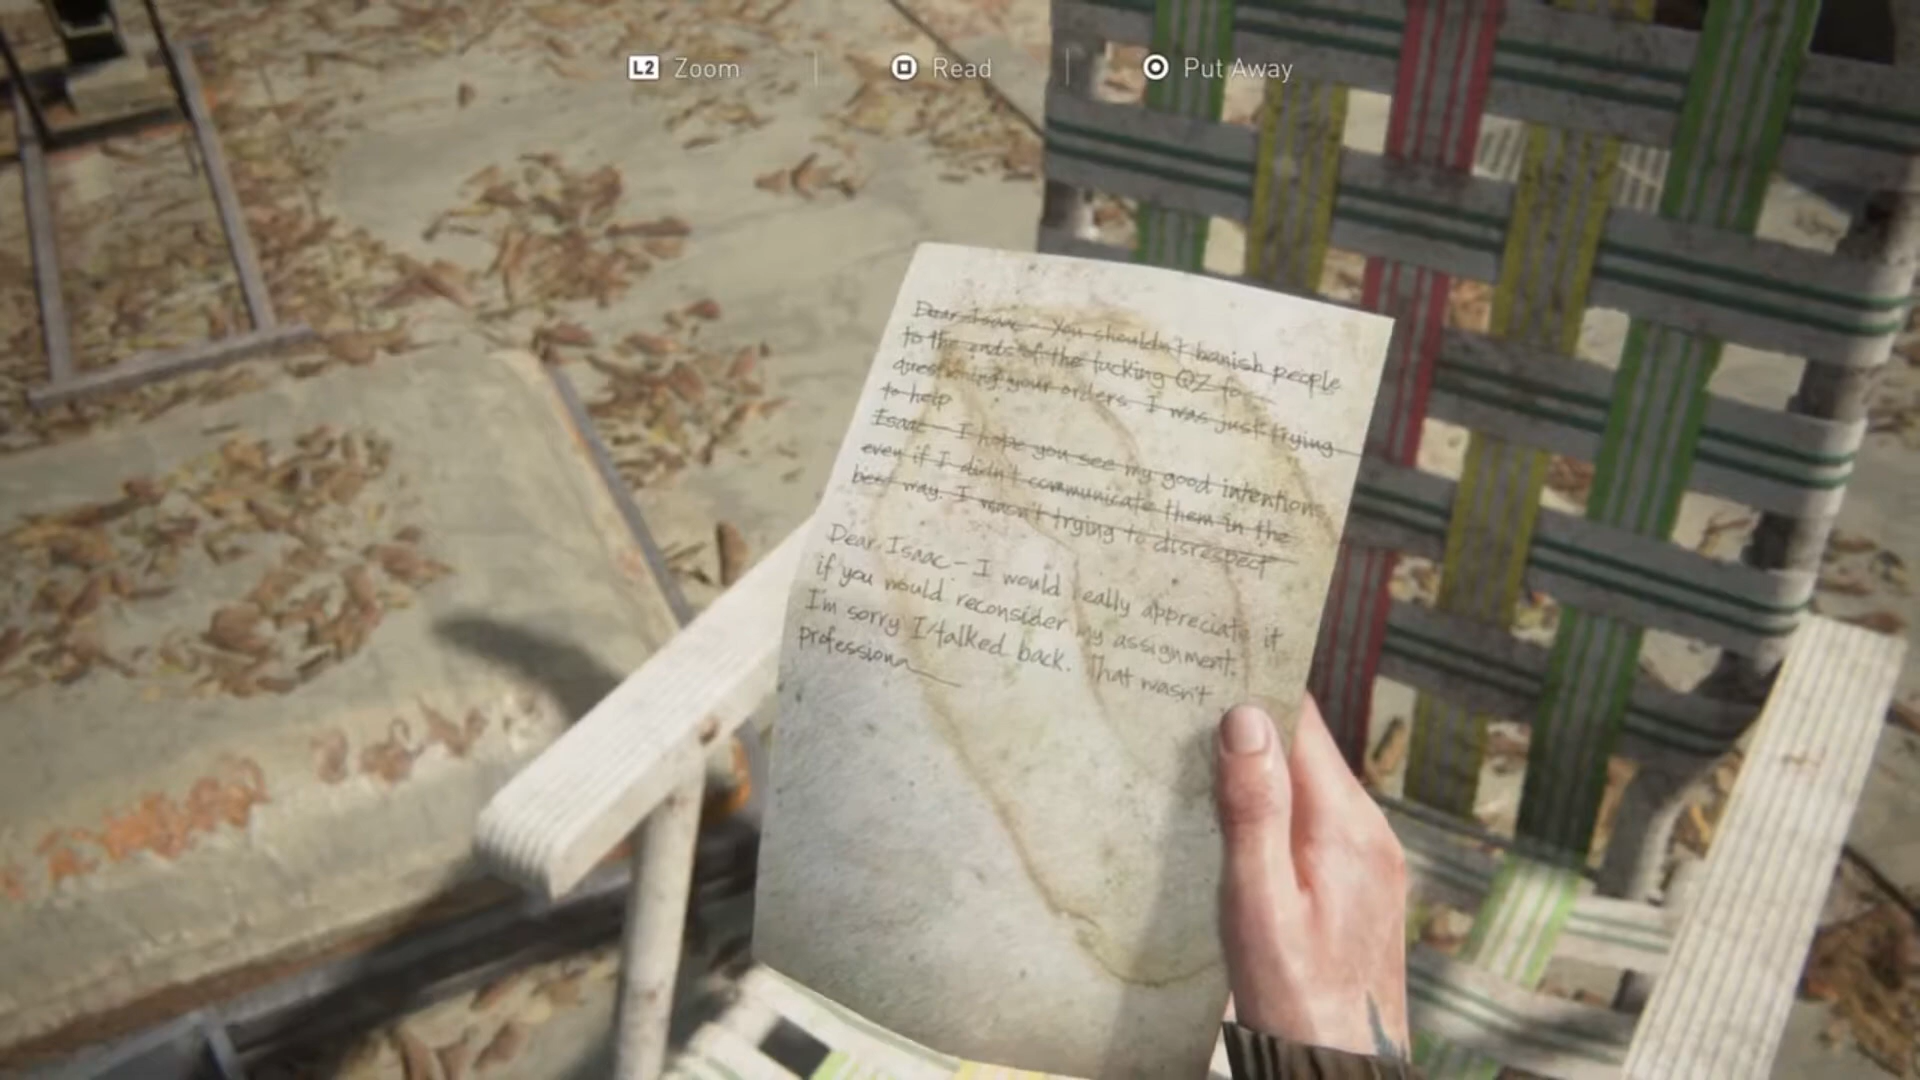 L2 Zoom | Read | Put Away
Dear Isaac - You shouldn't banish people
to the ends of the fucking QZ for
questioning your orders. I was just trying
to help
Isaac - I hope you see my good intentions
even if I didn't communicate them in the
best way. I wasn't trying to disrespect
Dear Isaac - I would really appreciate it
if you would reconsider my assignment.
I'm sorry I talked back. That wasn't
professiona